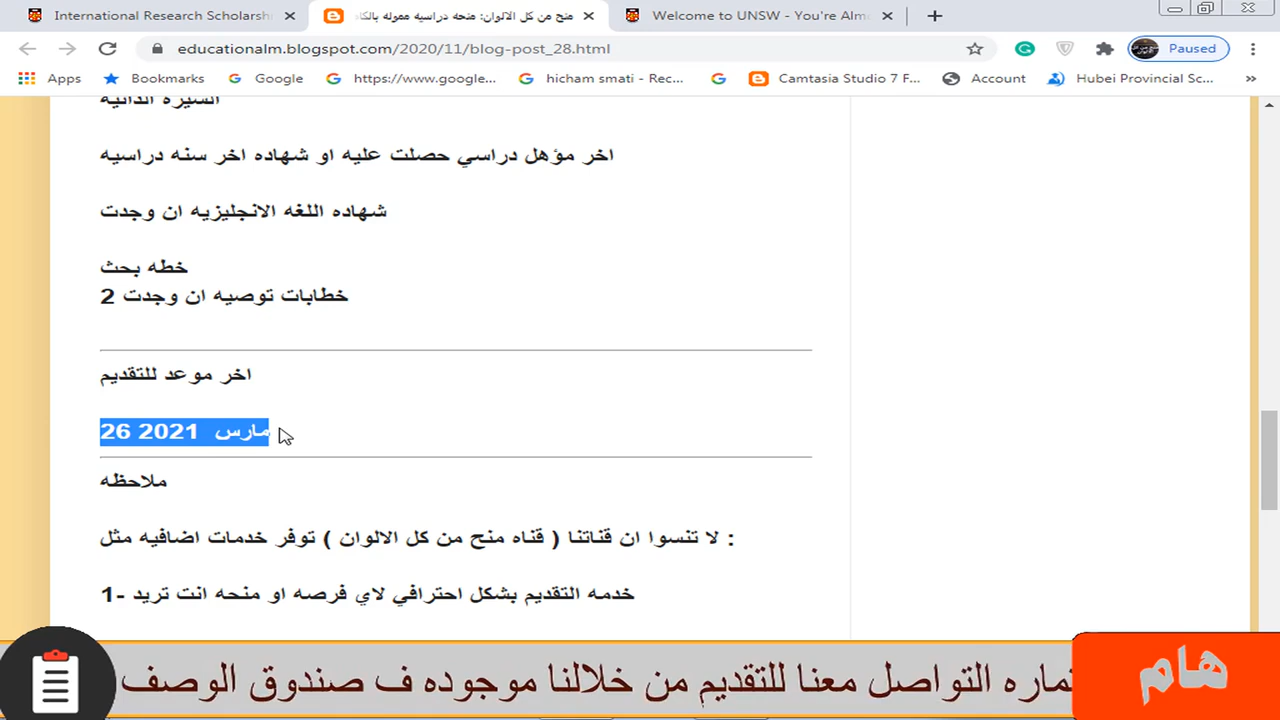 International Research Scholarsh
منح من كل الالوان: منحه دراسيه مموله بالكا
Welcome to UNSW - You're Alm
educationalm.blogspot.com/2020/11/blog-post_28.html
Paused
Apps
Bookmarks
Google
https://www.google...
hicham smati - Rec...
Camtasia Studio 7 F...
Account
Hubei Provincial Sc...
»
السيره الذاتيه
اخر مؤهل دراسي حصلت عليه او شهاده اخر سنه دراسيه
شهاده اللغه الانجليزيه ان وجدت
خطه بحث
2 خطابات توصيه ان وجدت
اخر موعد للتقديم
26 2021 مارس
ملاحظه
: لا تنسوا ان قناتنا ( قناه منح من كل الالوان ) توفر خدمات اضافيه مثل
1- خدمه التقديم بشكل احترافي لاي فرصه او منحه انت تريد
هام
تماره التواصل معنا للتقديم من خلالنا موجوده ف صندوق الوصف